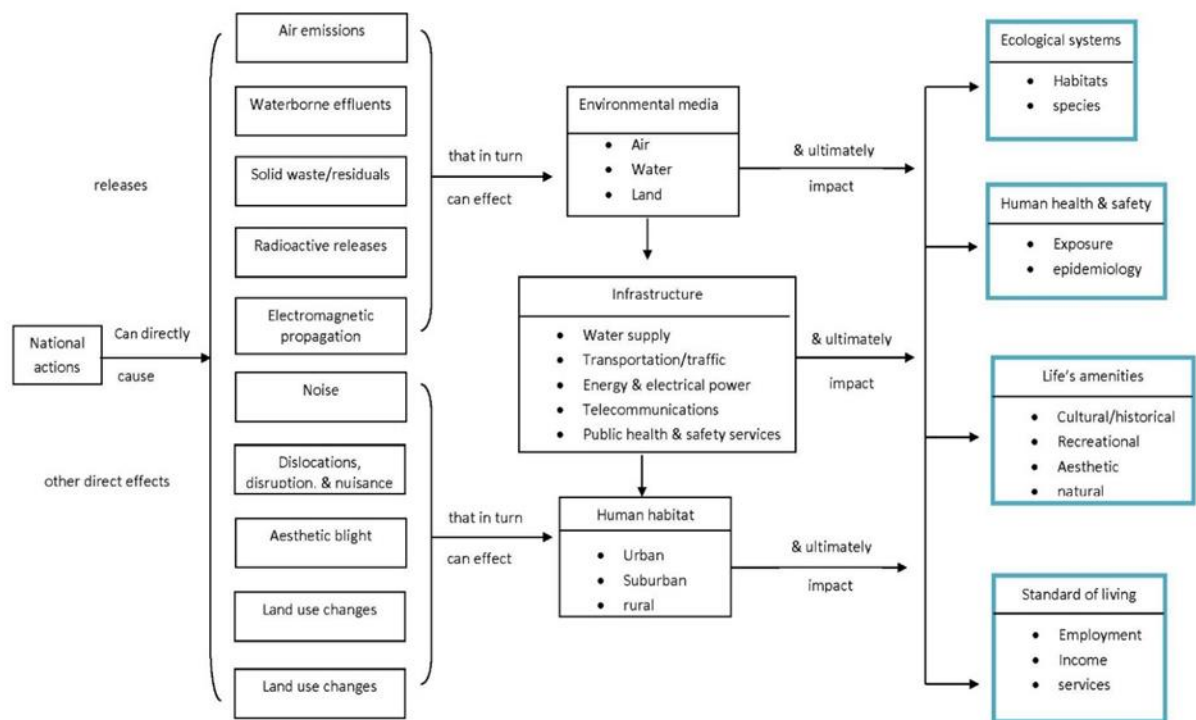 Air emissions
Waterborne effluents
Solid waste/residuals
releases
Radioactive releases
Electromagnetic
propagation
National
actions
Can directly
cause
Noise
Dislocations,
disruption, & nuisance
other direct effects
Aesthetic blight
Land use changes
Land use changes
that in turn
can effect
that in turn
can effect
Environmental media
• Air
• Water
• Land
Infrastructure
• Water supply
• Transportation/traffic
• Energy & electrical power
• Telecommunications
• Public health & safety services
Human habitat
• Urban
• Suburban
• rural
& ultimately
impact
& ultimately
impact
& ultimately
impact
Ecological systems
• Habitats
• species
Human health & safety
• Exposure
• epidemiology
Life's amenities
• Cultural/historical
• Recreational
• Aesthetic
• natural
Standard of living
• Employment
• Income
• services